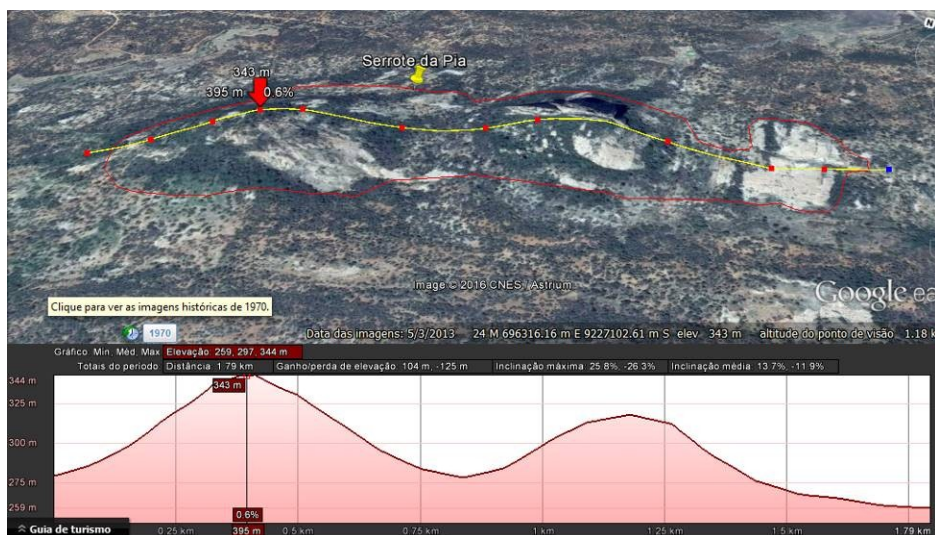 N
343 m
Serrote da Pia
395 m 0.6%
Image © 2016 CNES / Astrium
Google ea
Clique para ver as imagens históricas de 1970.
1970 Data das imagens: 5/3/2013 24 M 696316.16 m E 9227102.61 m S elev 343 m altitude do ponto de visão 1.18 k
Gráfico Mín. Méd. Max Elevação: 259, 297, 344 m
Totais do período Distância: 1.79 km Ganho/perda de elevação: 104 m, -125 m Inclinação máxima: 25.8%, -26.3% Inclinação média: 13.7%, -11.9%
344 m
343 m
325 m
300 m
275 m
259 m
0.6%
Guia de turismo 0.25 km 395 m 0.5 km 0.75 km 1 km 1.25 km 1.5 km 1.79 km